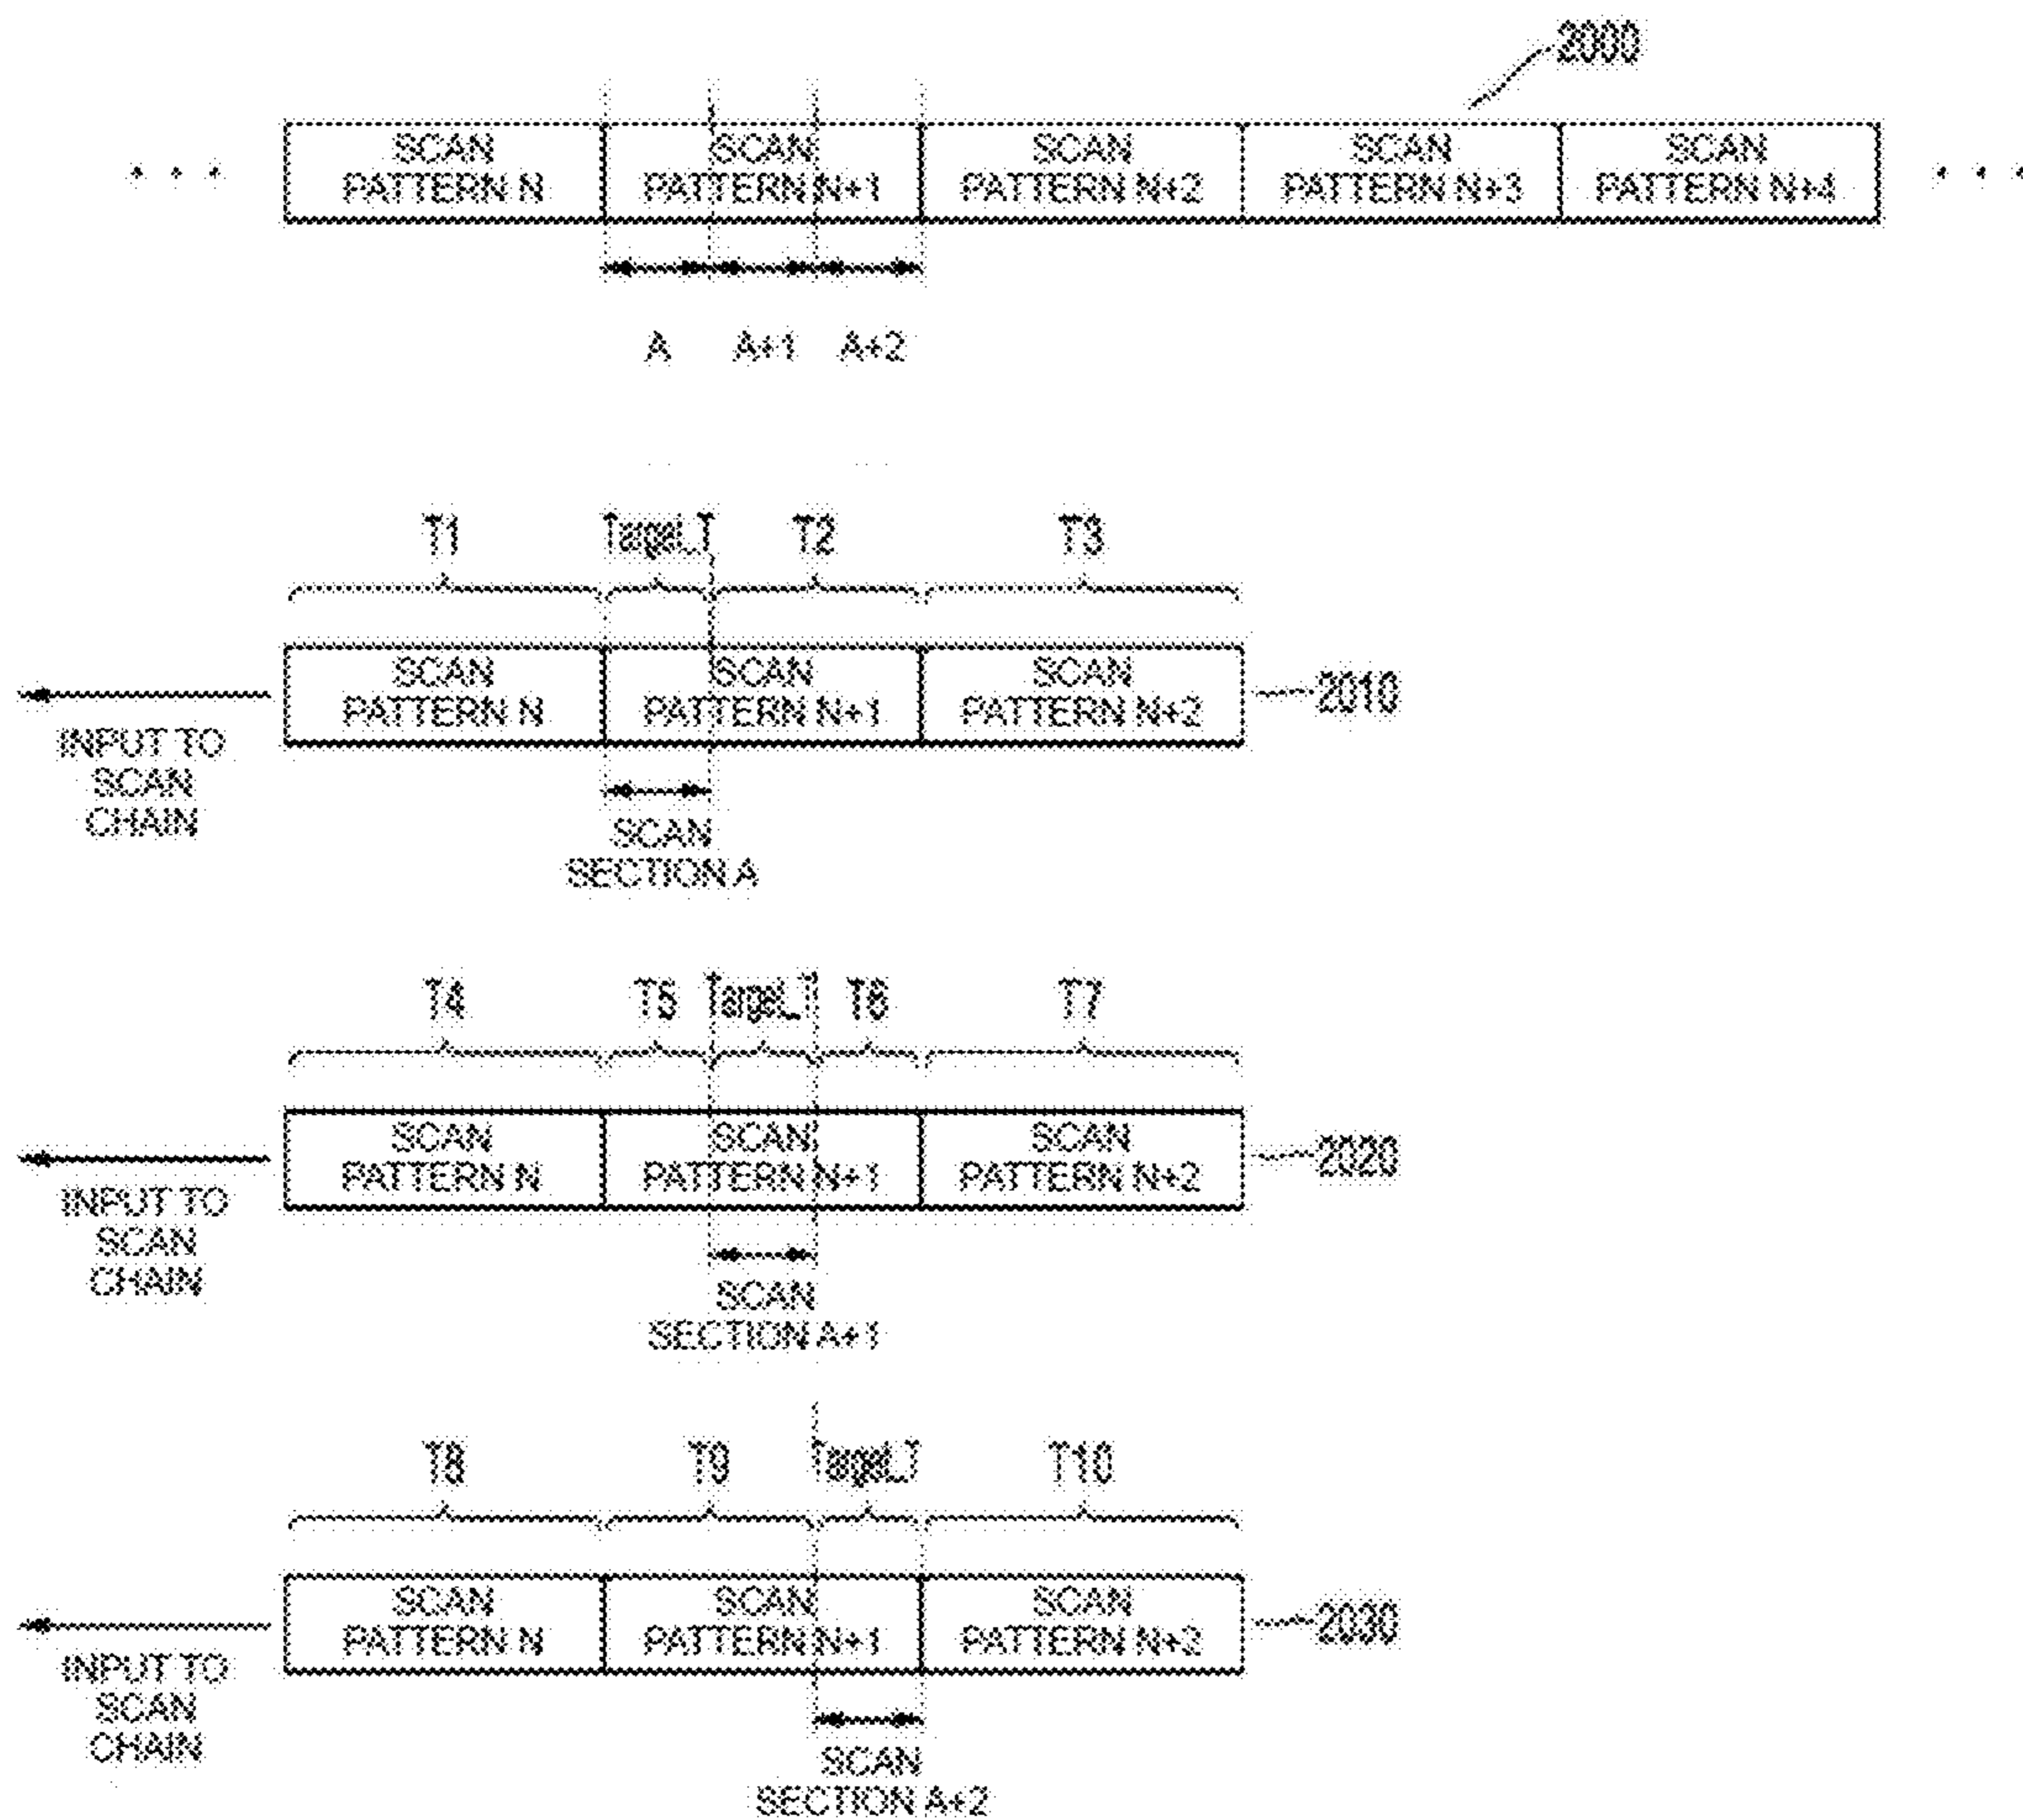 2000
SCAN
PATTERN N
SCAN
PATTERN N+1
SCAN
PATTERN N+2
SCAN
PATTERN N+3
SCAN
PATTERN N+4
A A+1 A+2
T1 Target_T T2 T3
SCAN
PATTERN N
SCAN
PATTERN N+1
SCAN
PATTERN N+2
2010
INPUT TO
SCAN
CHAIN
SCAN
SECTION A
T4 T5 Target_T T6 T7
SCAN
PATTERN N
SCAN
PATTERN N+1
SCAN
PATTERN N+2
2020
INPUT TO
SCAN
CHAIN
SCAN
SECTION A+1
T8 T9 Target_T T10
SCAN
PATTERN N
SCAN
PATTERN N+1
SCAN
PATTERN N+2
2030
INPUT TO
SCAN
CHAIN
SCAN
SECTION A+2